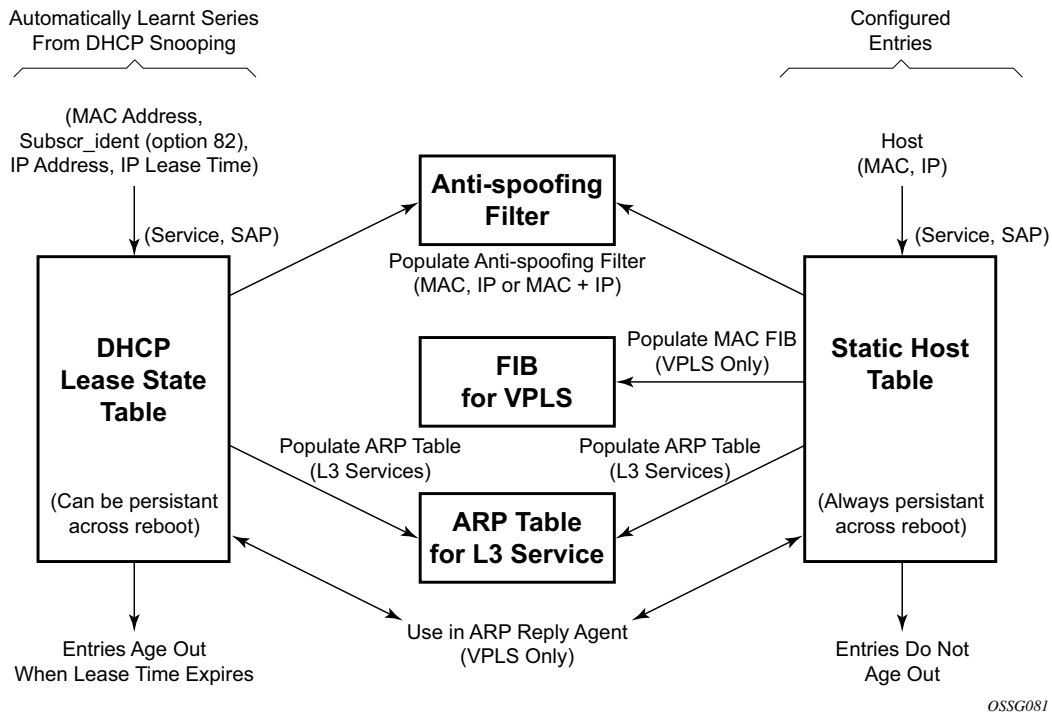 Automatically Learnt Series
From DHCP Snooping
Configured
Entries
(MAC Address,
Subscr_ident (option 82),
IP Address, IP Lease Time)
Host
(MAC, IP)
(Service, SAP)
(Service, SAP)
Anti-spoofing
Filter
Populate Anti-spoofing Filter
(MAC, IP or MAC + IP)
DHCP
Lease State
Table
(Can be persistant
across reboot)
FIB
for VPLS
Populate MAC FIB
(VPLS Only)
Static Host
Table
(Always persistant
across reboot)
Populate ARP Table
(L3 Services)
Populate ARP Table
(L3 Services)
ARP Table
for L3 Service
Use in ARP Reply Agent
(VPLS Only)
Entries Age Out
When Lease Time Expires
Entries Do Not
Age Out
OSSG081